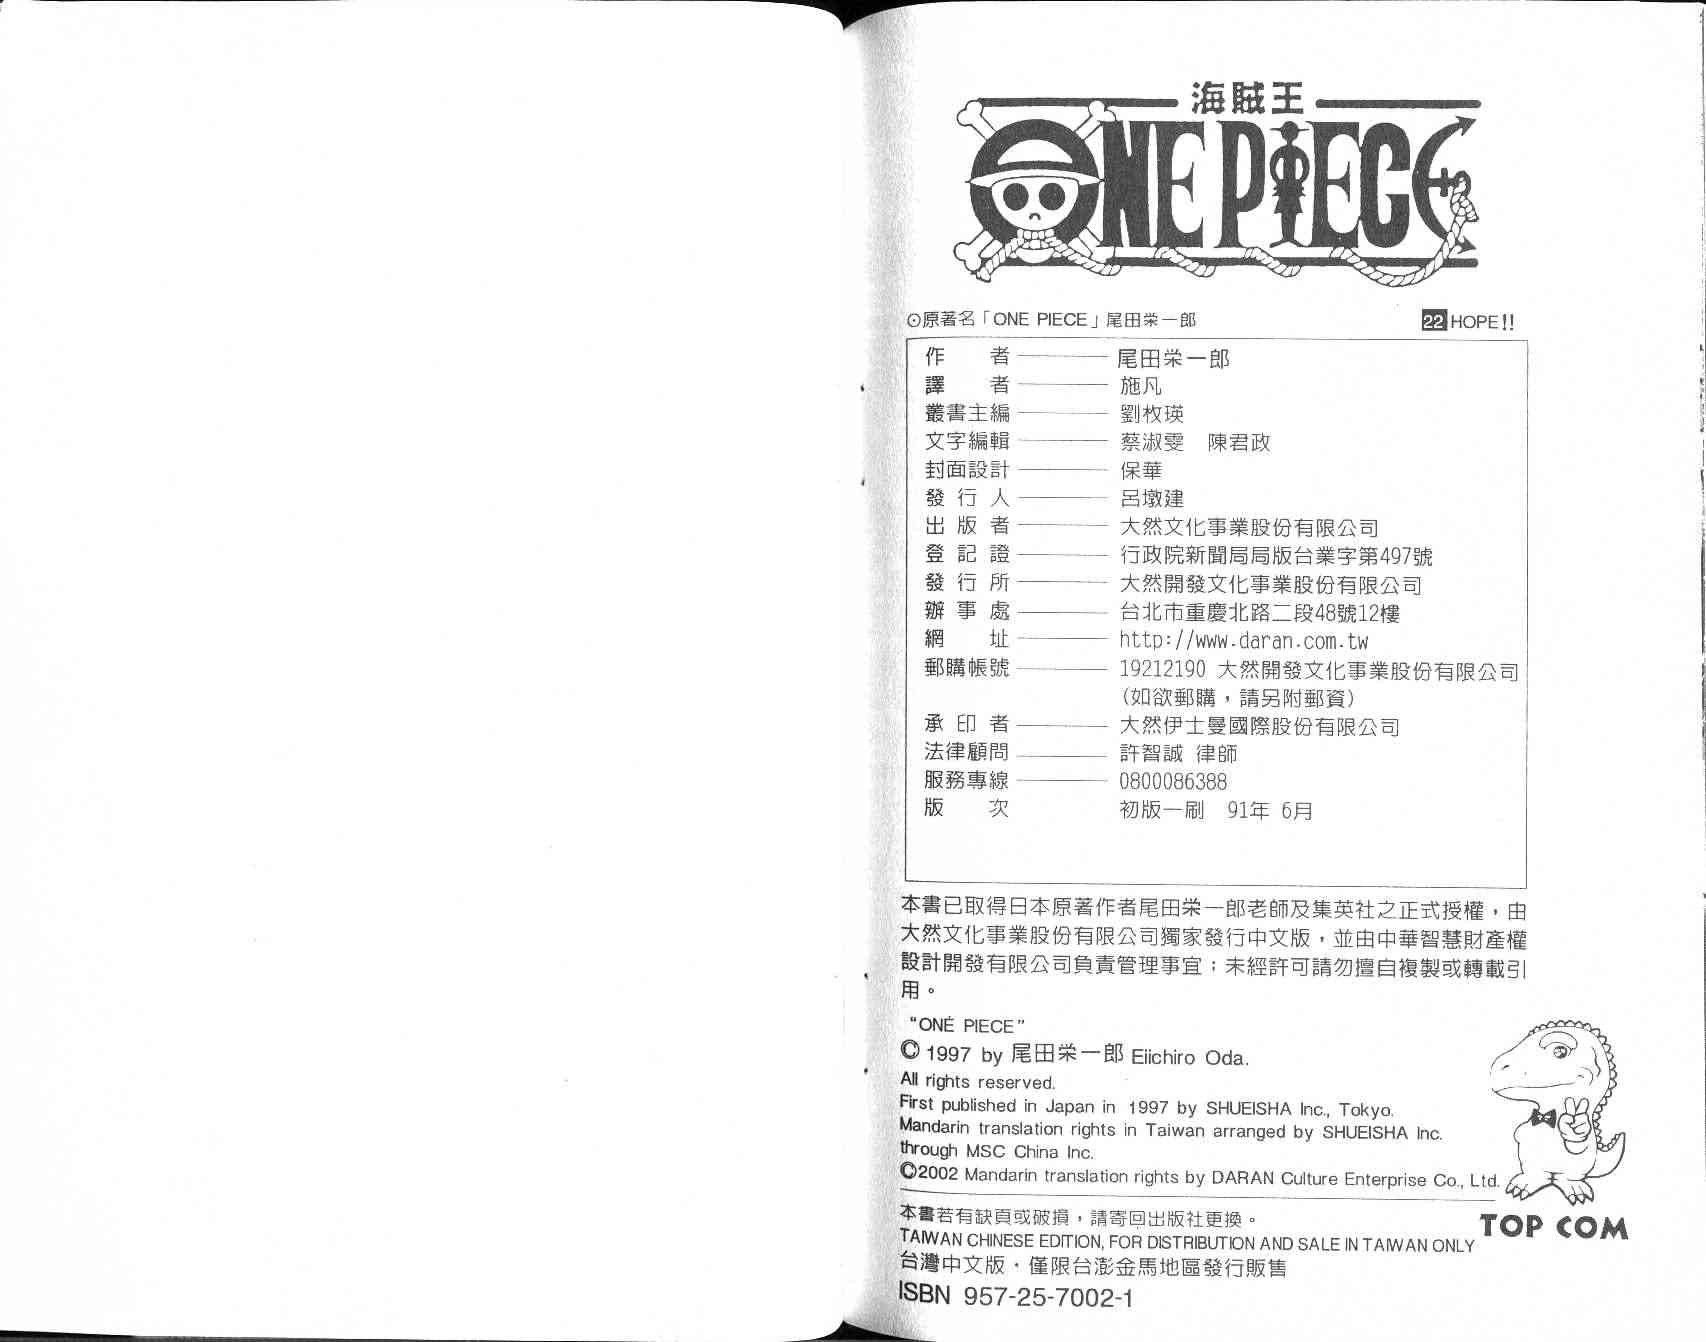 海賊王
ONE PIECE
⊙原著名「ONE PIECE」尾田栄一郎
22 HOPE!!
作 者 尾田栄一郎
譯 者 施凡
叢書主編 劉枚瑛
文字編輯 蔡淑雯 陳君政
封面設計 保華
發行人 呂墩建
出版者 大然文化事業股份有限公司
登記證 行政院新聞局局版台業字第497號
發行所 大然開發文化事業股份有限公司
辦事處 台北市重慶北路二段48號12樓
網 址 http://www.daran.com.tw
郵購帳號 19212190 大然開發文化事業股份有限公司
(如欲郵購,請另附郵資)
承印者 大然伊士曼國際股份有限公司
法律顧問 許智誠 律師
服務專線 0800086388
版 次 初版一刷 91年 6月
本書已取得日本原著作者尾田栄一郎老師及集英社之正式授權,由
大然文化事業股份有限公司獨家發行中文版,並由中華智慧財產權
設計開發有限公司負責管理事宜;未經許可請勿擅自複製或轉載引
用。
“ONE PIECE”
© 1997 by 尾田栄一郎 Eiichiro Oda.
All rights reserved.
First published in Japan in 1997 by SHUEISHA Inc., Tokyo.
Mandarin translation rights in Taiwan arranged by SHUEISHA Inc.
through MSC China Inc.
©2002 Mandarin translation rights by DARAN Culture Enterprise Co., Ltd.
TOP COM
本書若有缺頁或破損,請寄回出版社更換。
TAIWAN CHINESE EDITION, FOR DISTRIBUTION AND SALE IN TAIWAN ONLY
台灣中文版・僅限台澎金馬地區發行販售
ISBN 957-25-7002-1